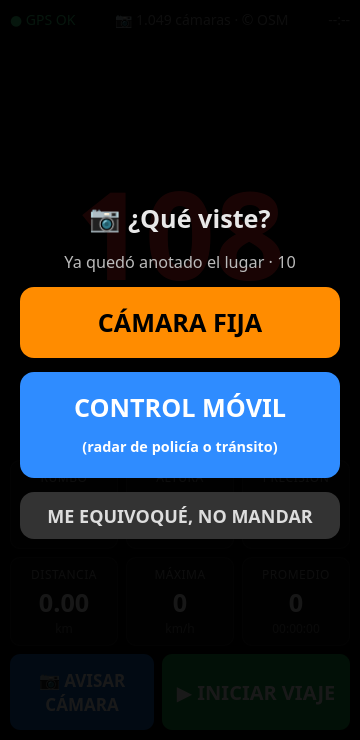 GPS OK
📷 1.049 cámaras · © OSM
--:--
108
📷 ¿Qué viste?
Ya quedó anotado el lugar · 10
CÁMARA FIJA
CONTROL MÓVIL
(radar de policía o tránsito)
ME EQUIVOQUÉ, NO MANDAR
DISTANCIA
MÁXIMA
PROMEDIO
0.00
0
0
km
km/h
00:00:00
📷 AVISAR
CÁMARA
▶ INICIAR VIAJE